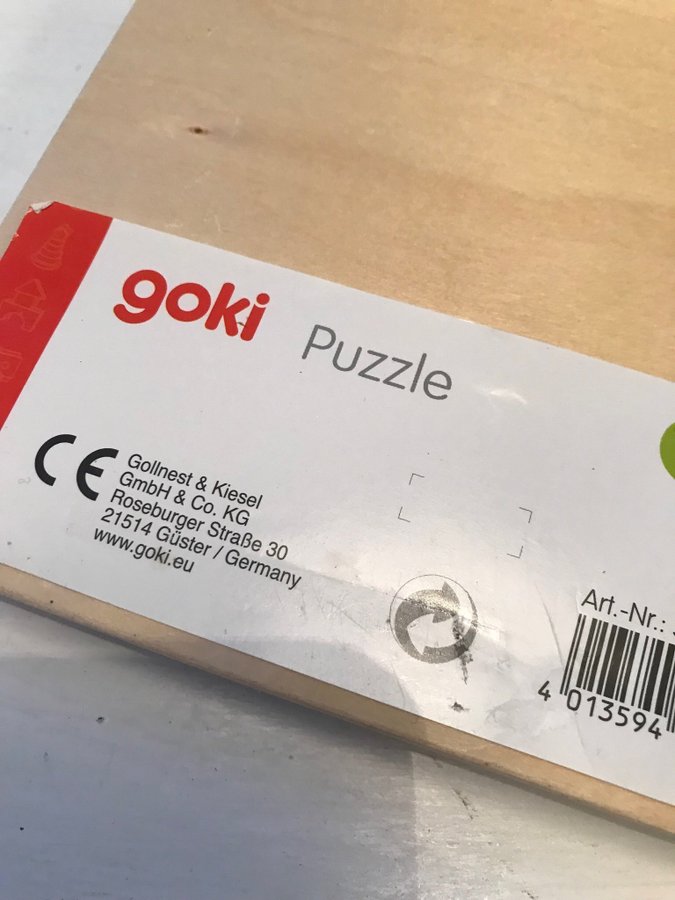 goki Puzzle
CE
Gollnest & Kiesel
GmbH & Co. KG
Roseburger Straße 30
21514 Güster / Germany
www.goki.eu
Art.-Nr.:
4 013594